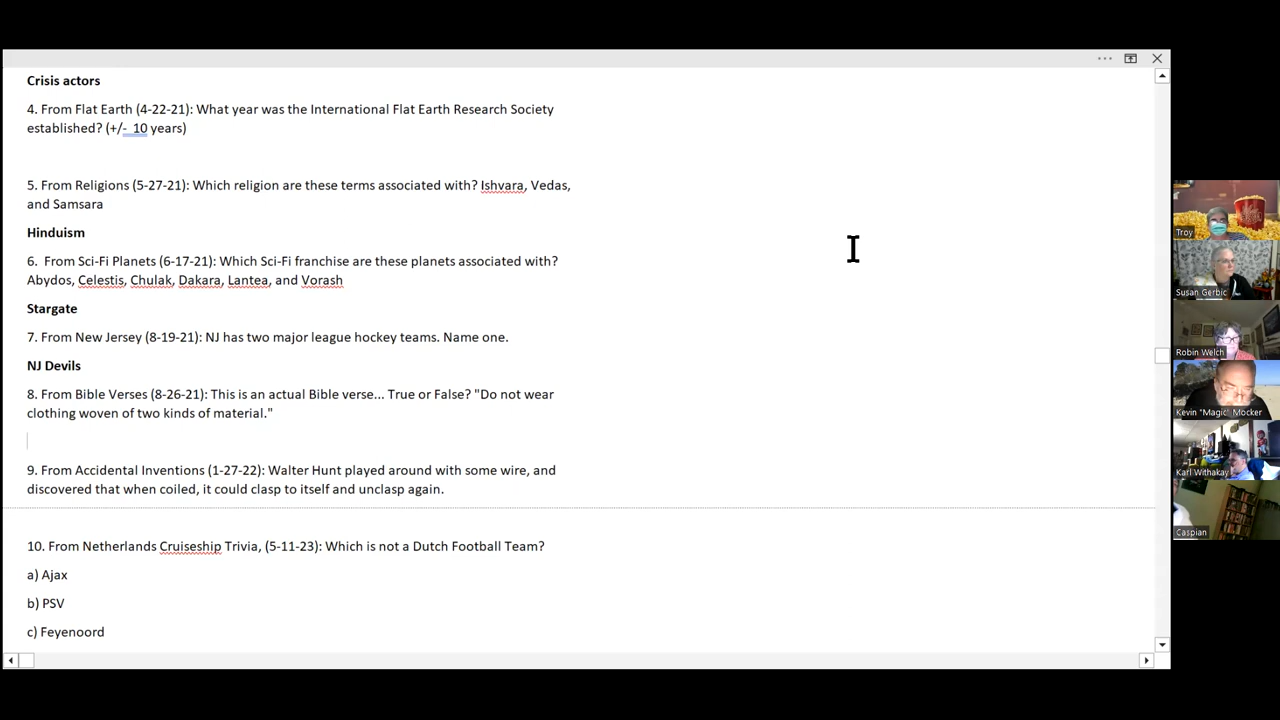 Crisis actors
4. From Flat Earth (4-22-21): What year was the International Flat Earth Research Society
established? (+/-  10 years)
5. From Religions (5-27-21): Which religion are these terms associated with? Ishvara, Vedas,
and Samsara
Hinduism
6.  From Sci-Fi Planets (6-17-21): Which Sci-Fi franchise are these planets associated with?
Abydos, Celestis, Chulak, Dakara, Lantea, and Vorash
Stargate
7. From New Jersey (8-19-21): NJ has two major league hockey teams. Name one.
NJ Devils
8. From Bible Verses (8-26-21): This is an actual Bible verse... True or False? "Do not wear
clothing woven of two kinds of material."
9. From Accidental Inventions (1-27-22): Walter Hunt played around with some wire, and
discovered that when coiled, it could clasp to itself and unclasp again.
10. From Netherlands Cruiseship Trivia, (5-11-23): Which is not a Dutch Football Team?
a) Ajax
b) PSV
c) Feyenoord
Troy
Susan Gerbic
Robin Welch
Kevin "Magic" Mocker
Karl Withakay
Caspian